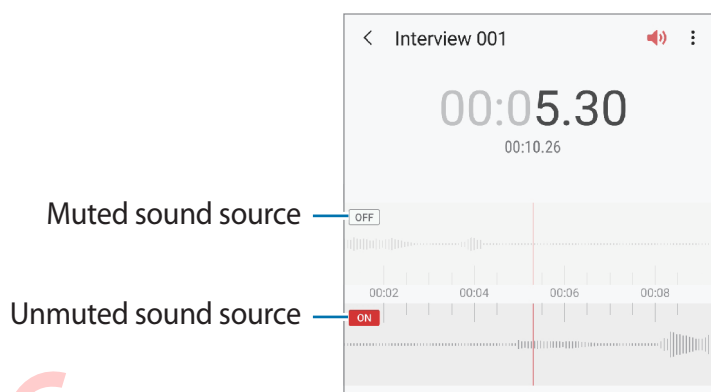 Interview 001
00:05.30
00:10.26
Muted sound source
OFF
00:02 00:04 00:06 00:08
Unmuted sound source
ON